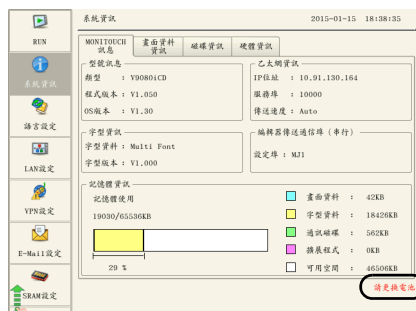 系統資訊
2015-01-15 18:38:35
RUN
系統資訊
語言設定
LAN設定
VPN設定
E-Mail設定
SRAM設定
MONITOUCH
訊息
畫面資料
資訊
磁碟資訊
硬體資訊
型號訊息
類型 : V9080iCD
程式版本 : V1.050
OS版本 : V1.30
乙太網資訊
IP位址 : 10.91.130.164
服務埠 : 10000
傳送速度 : Auto
字型資訊
字型資料 : Multi Font
字型版本 : V1.000
編輯器傳送通信埠 (串行)
設定埠 : MJ1
記憶體資訊
記憶體使用
19030/65536KB
29 %
畫面資料 : 42KB
字型資料 : 18426KB
通訊磁碟 : 562KB
擴展程式 : 0KB
可用空間 : 46506KB
請更換電池